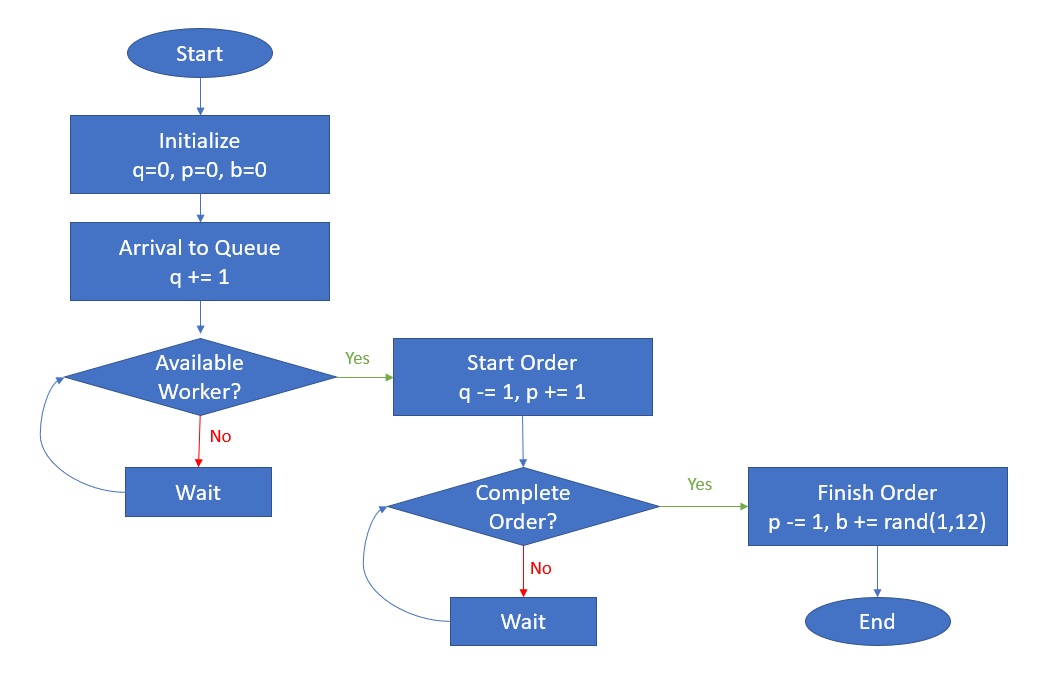 Start
Initialize
q=0, p=0, b=0
Arrival to Queue
q += 1
Available
Worker?
Yes
No
Wait
Start Order
q -= 1, p += 1
Complete
Order?
Yes
No
Wait
Finish Order
p -= 1, b += rand(1,12)
End